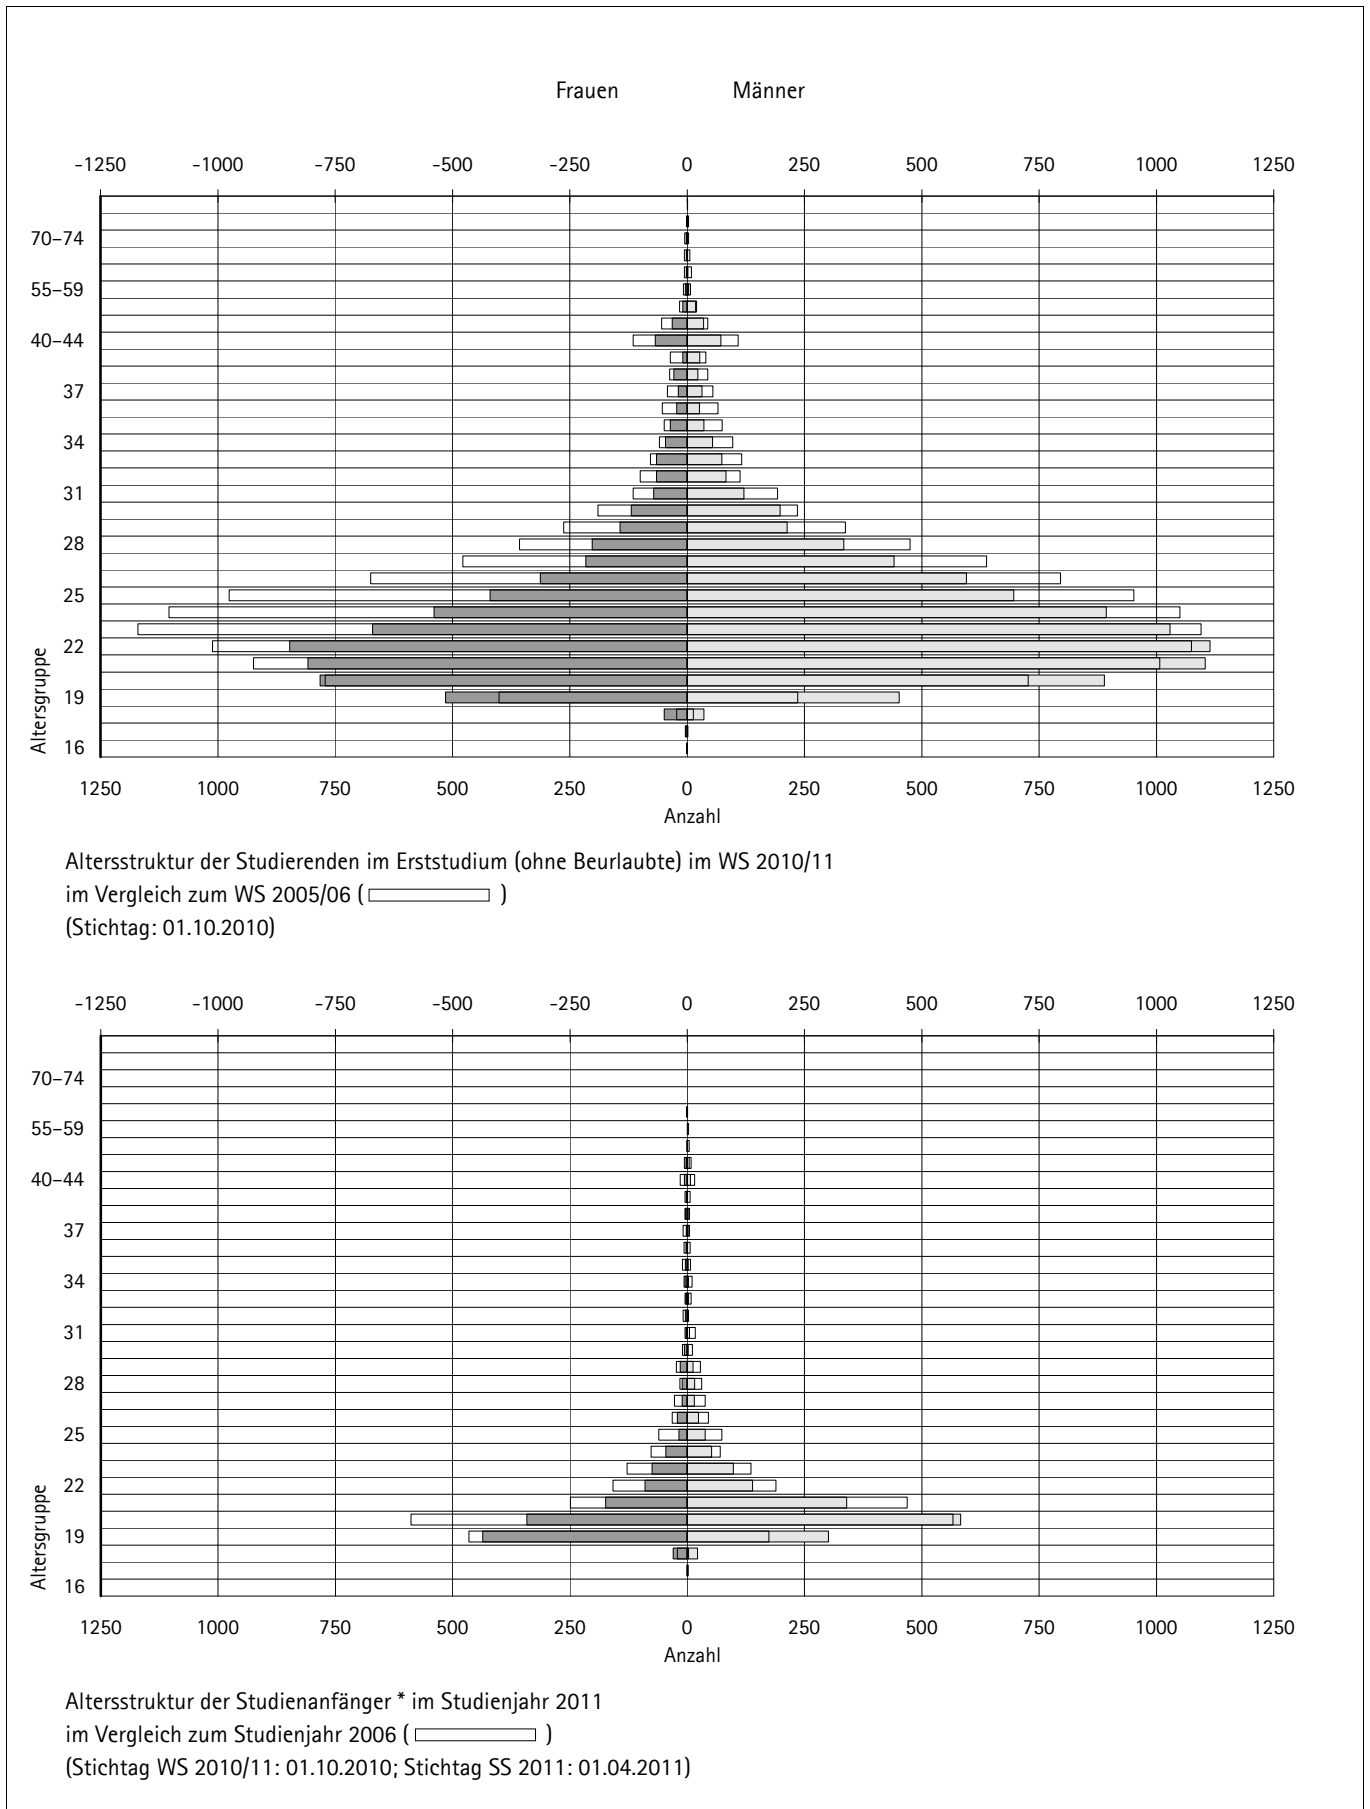 Frauen Männer
-1250 -1000 -750 -500 -250 0 250 500 750 1000 1250
70-74
55-59
40-44
37
34
31
28
25
22
19
16
Altersgruppe
1250 1000 750 500 250 0 250 500 750 1000 1250
Anzahl
Altersstruktur der Studierenden im Erststudium (ohne Beurlaubte) im WS 2010/11
im Vergleich zum WS 2005/06 ( )
(Stichtag: 01.10.2010)
-1250 -1000 -750 -500 -250 0 250 500 750 1000 1250
70-74
55-59
40-44
37
34
31
28
25
22
19
16
Altersgruppe
1250 1000 750 500 250 0 250 500 750 1000 1250
Anzahl
Altersstruktur der Studienanfänger * im Studienjahr 2011
im Vergleich zum Studienjahr 2006 ( )
(Stichtag WS 2010/11: 01.10.2010; Stichtag SS 2011: 01.04.2011)